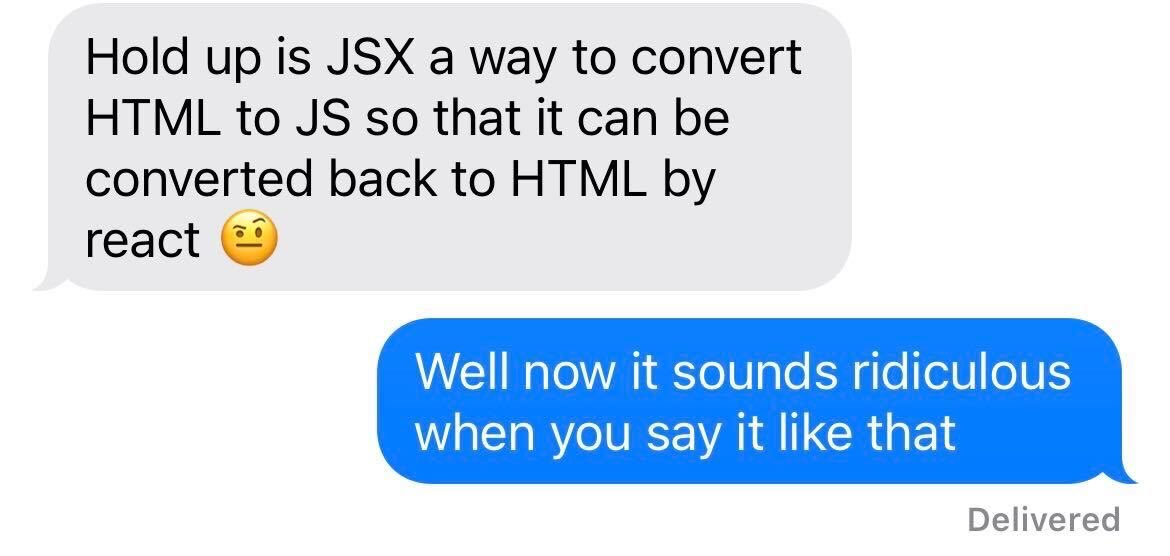 Hold up is JSX a way to convert
HTML to JS so that it can be
converted back to HTML by
react 🤨
Well now it sounds ridiculous
when you say it like that
Delivered